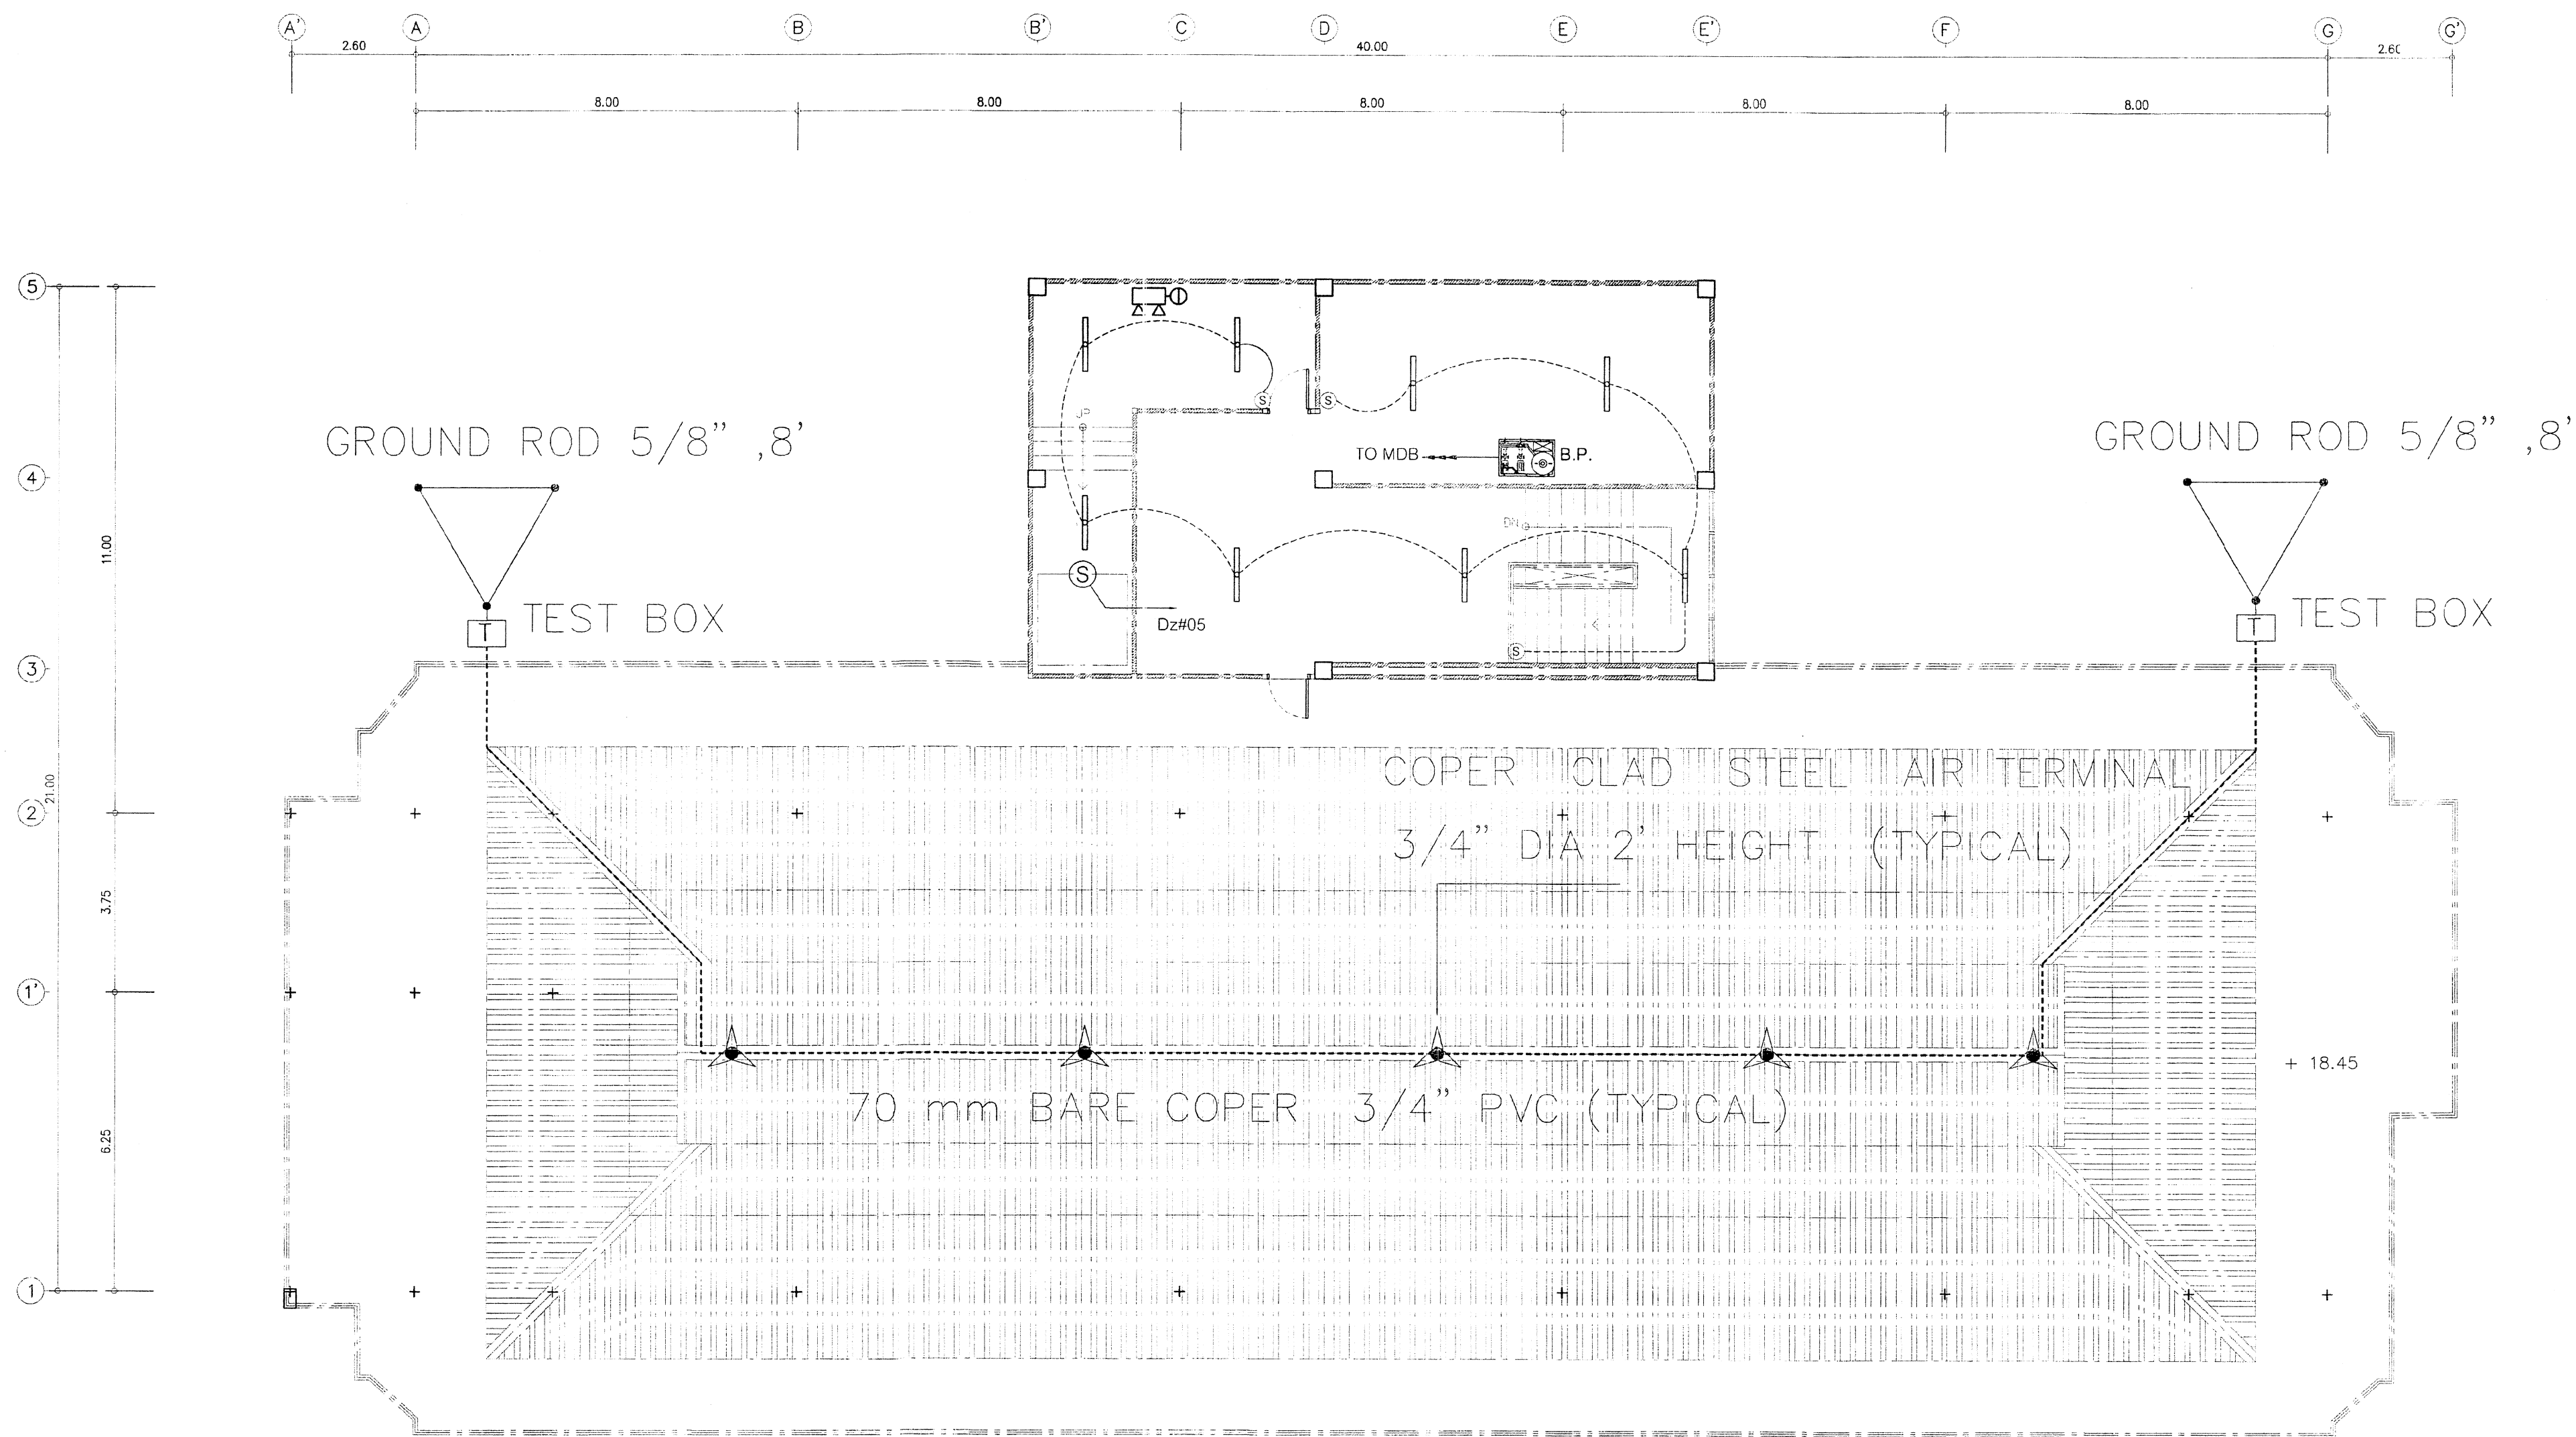 A' A B B' C D E E' F G G'
2.60 40.00 2.60
8.00 8.00 8.00 8.00 8.00
5
S S
UP
GROUND ROD 5/8" ,8'
TO MDB B.P.
GROUND ROD 5/8" ,8'
4
DN
11.00
S
TEST BOX
T
Dz#05
TEST BOX
T
S
3
COPER CLAD STEEL AIR TERMINAL
21.00
2
3/4" DIA 2' HEIGHT (TYPICAL)
3.75
1'
+ 18.45
70 mm BARE COPER 3/4" PVC (TYPICAL)
6.25
1